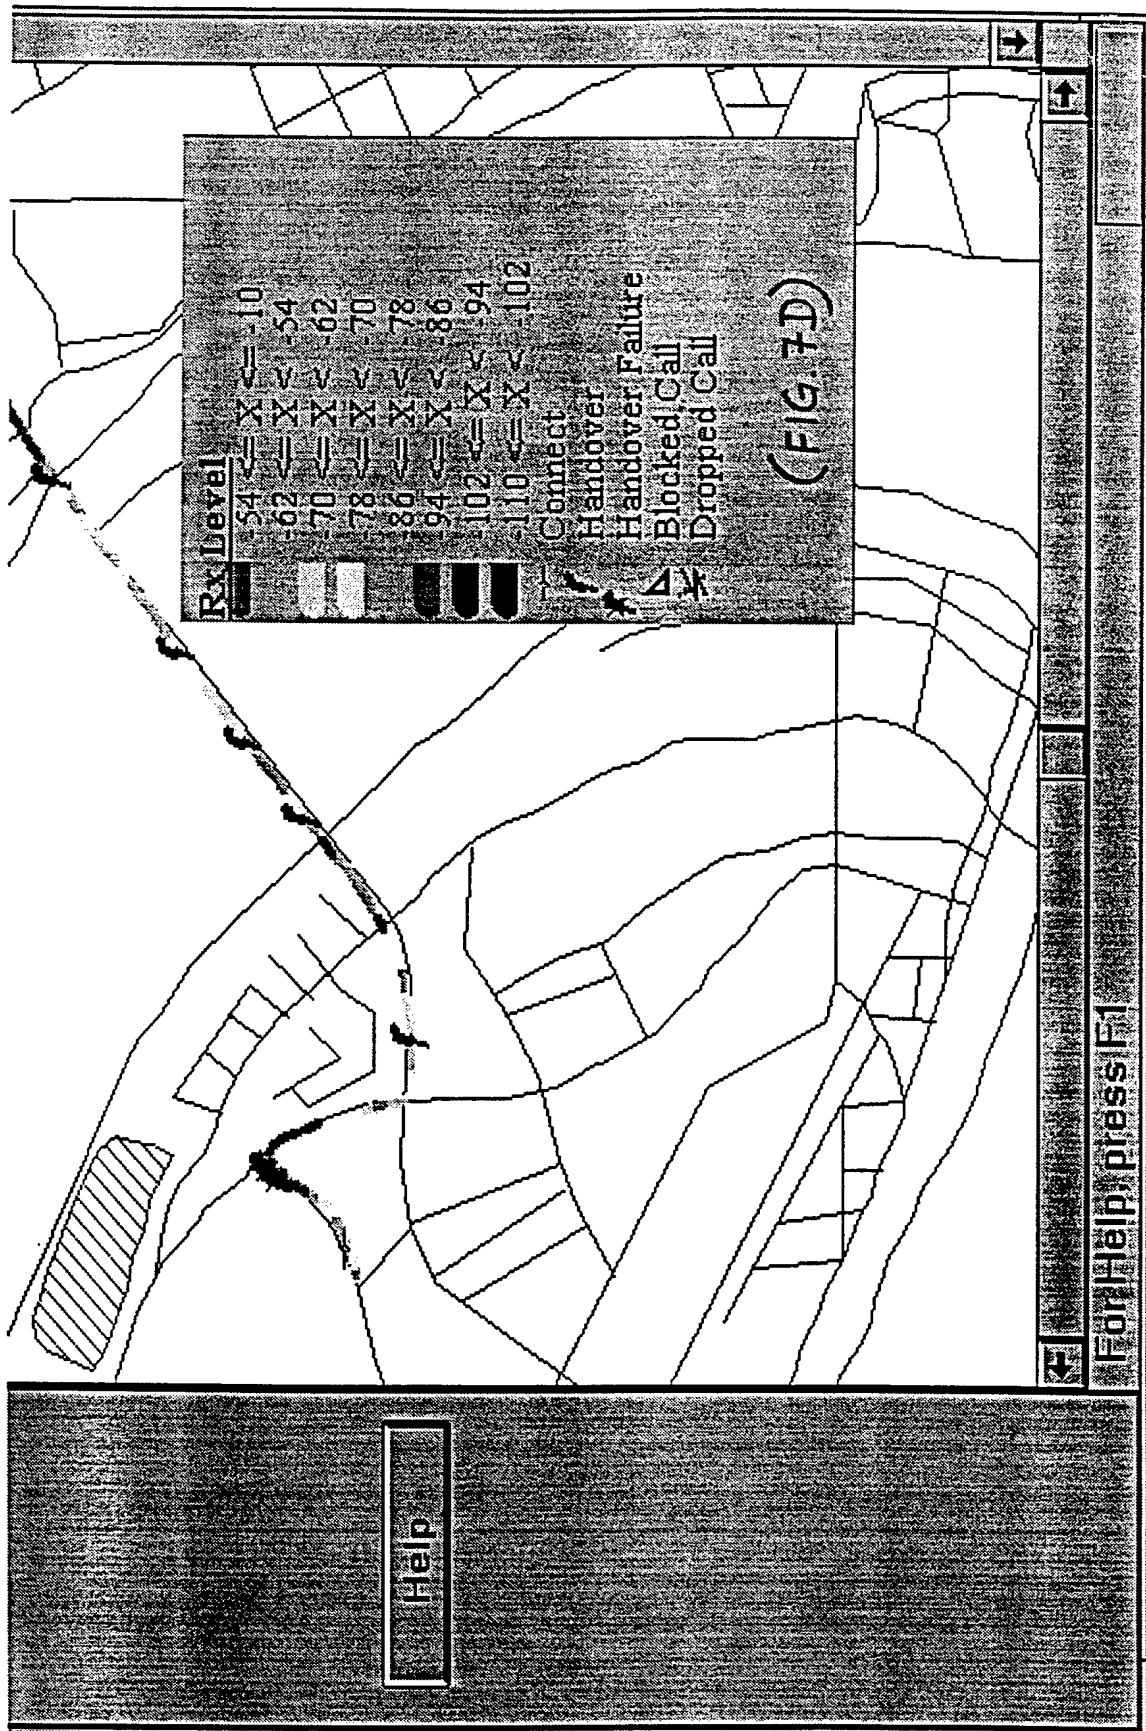 Rx Level
-54 <= X <= -10
-62 <= X < -54
-70 <= X < -62
-78 <= X < -70
-86 <= X < -78
-94 <= X < -86
-102 <= X < -94
-110 <= X < -102
Connect
Handover
Handover Failure
Blocked Call
Dropped Call
(FIG. 7D)
Help
For Help, press F1